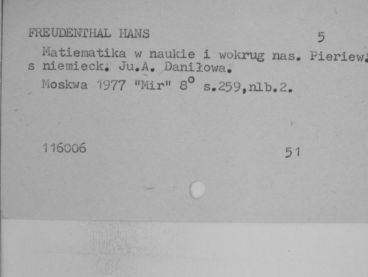 FREUDENTHAL HANS 5
Matiematika w naukie i wokrug nas. Pieriew.
s niemieck. Ju.A. Daniłowa.
Moskwa 1977 "Mir" 8° s.259,nlb.2.
116006 51